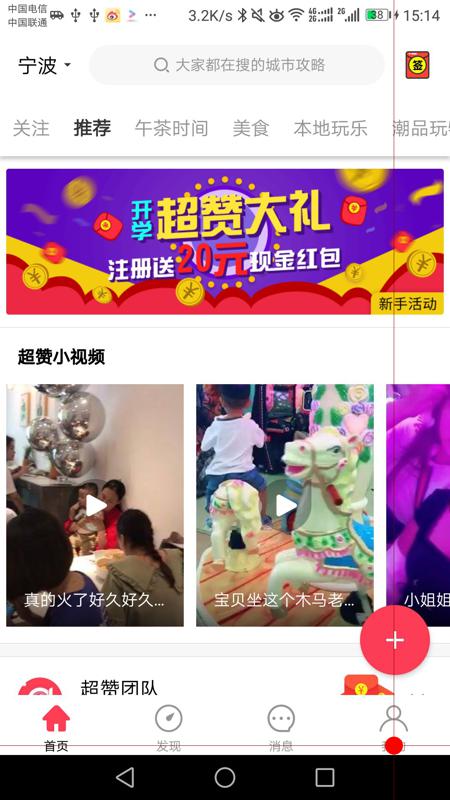 中国电信
中国联通
3.2K/s
4G
2G
2G
38
15:14
宁波
大家都在搜的城市攻略
签
关注 推荐 午茶时间 美食 本地玩乐 潮品玩
开学
超赞大礼
注册送20元现金红包
新手活动
超赞小视频
真的火了好久好久...
宝贝坐这个木马老...
小姐姐
超赞团队
首页
发现
消息